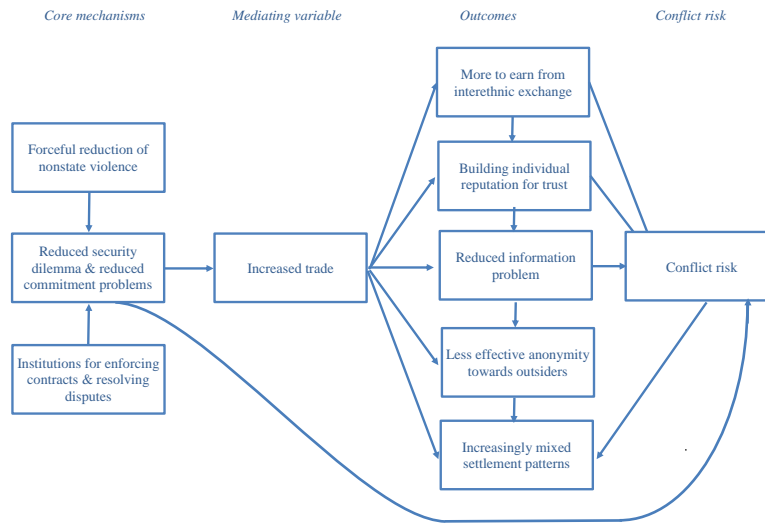 Core mechanisms
Mediating variable
Outcomes
Conflict risk
Forceful reduction of
nonstate violence
Reduced security
dilemma & reduced
commitment problems
Institutions for enforcing
contracts & resolving
disputes
Increased trade
More to earn from
interethnic exchange
Building individual
reputation for trust
Reduced information
problem
Less effective anonymity
towards outsiders
Increasingly mixed
settlement patterns
Conflict risk